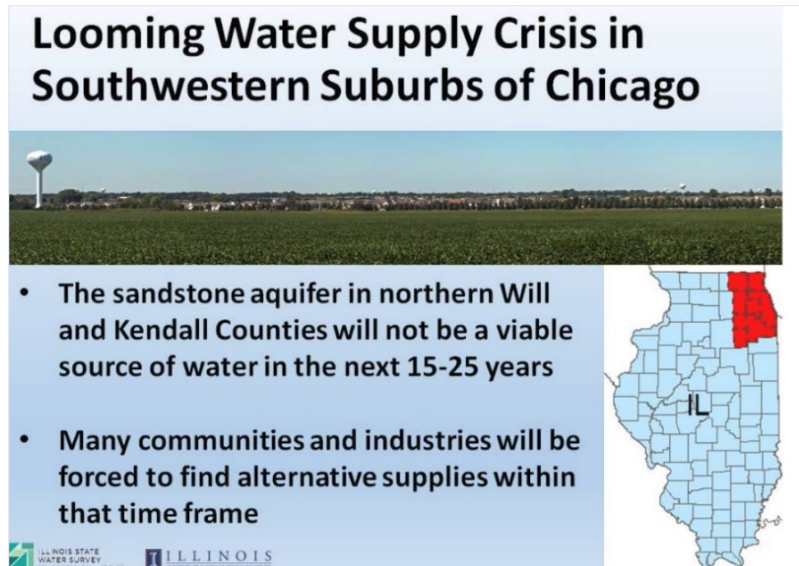 Looming Water Supply Crisis in
Southwestern Suburbs of Chicago
• The sandstone aquifer in northern Will
and Kendall Counties will not be a viable
source of water in the next 15-25 years
• Many communities and industries will be
forced to find alternative supplies within
that time frame
IL
ILLINOIS STATE
WATER SURVEY
ILLINOIS